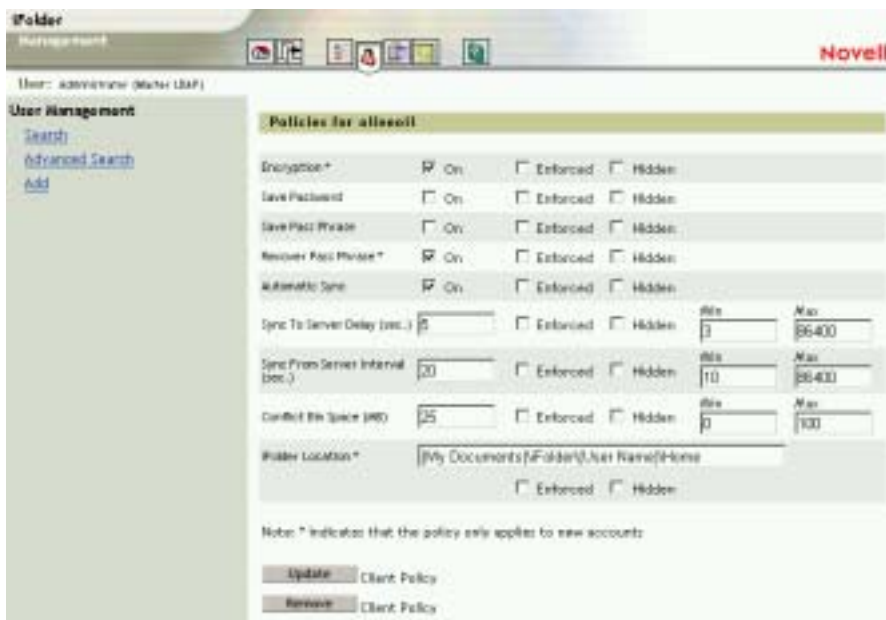 iFolder
Management
Novell
User: Administrator (Master LDAP)
User Management
Search
Advanced Search
Add
Policies for
Encryption * On Enforced Hidden
Save Password On Enforced Hidden
Save Pass Phrase On Enforced Hidden
Recover Pass Phrase * On Enforced Hidden
Automatic Sync On Enforced Hidden
Min Max
Sync To Server Delay (sec.) 5 Enforced Hidden 3 86400
Min Max
Sync From Server Interval (sec.) 20 Enforced Hidden 10 86400
Min Max
Conflict Bin Space (MB) 25 Enforced Hidden 0 100
iFolder Location * |My Documents|\iFolder\|User Name|\Home
Enforced Hidden
Note: * indicates that the policy only applies to new accounts
Update Client Policy
Remove Client Policy